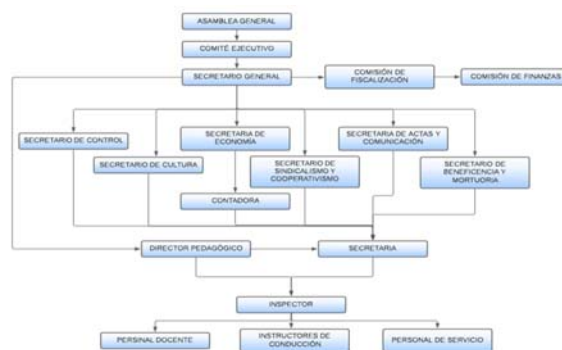 ASAMBLEA GENERAL
COMITÉ EJECUTIVO
SECRETARIO GENERAL
COMISIÓN DE
FISCALIZACIÓN
COMISIÓN DE FINANZAS
SECRETARIO DE CONTROL
SECRETARIO DE CULTURA
SECRETARIA DE
ECONOMÍA
SECRETARIO DE
SINDICALISMO Y
COOPERATIVISMO
SECRETARIA DE ACTAS Y
COMUNICACIÓN
SECRETARIO DE
BENEFICENCIA Y
MORTUORIA
CONTADORA
DIRECTOR PEDAGÓGICO
SECRETARIA
INSPECTOR
PERSINAL DOCENTE
INSTRUCTORES DE
CONDUCCIÓN
PERSONAL DE SERVICIO